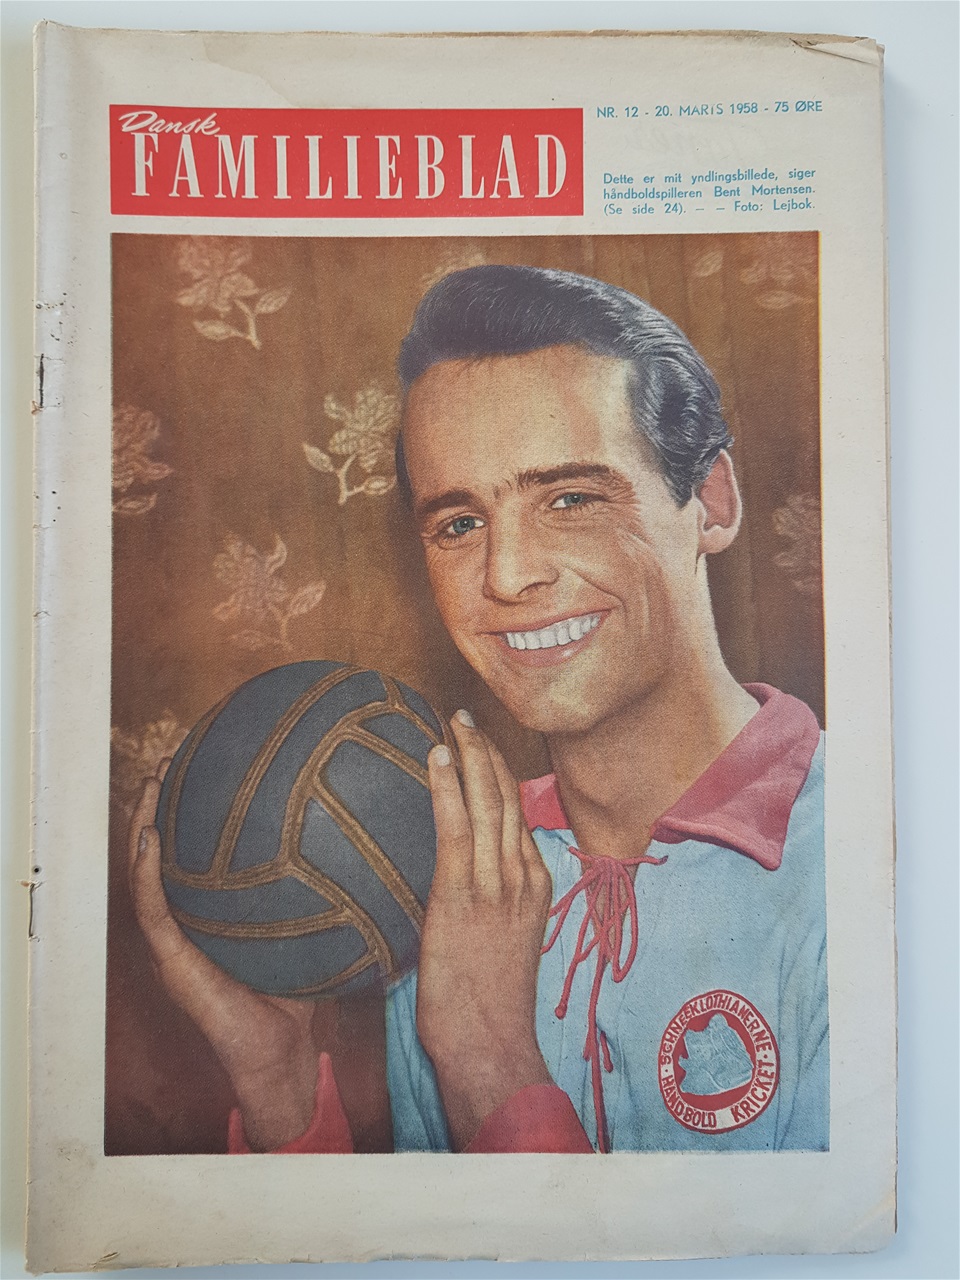 Dansk
FAMILIEBLAD
NR. 12 - 20. MARTS 1958 - 75 ØRE
Dette er mit yndlingsbillede, siger
håndboldspilleren Bent Mortensen.
(Se side 24). — — Foto: Lejbok.
SCHNEEKLOTHIANERNE
HANDBOLD KRICKET